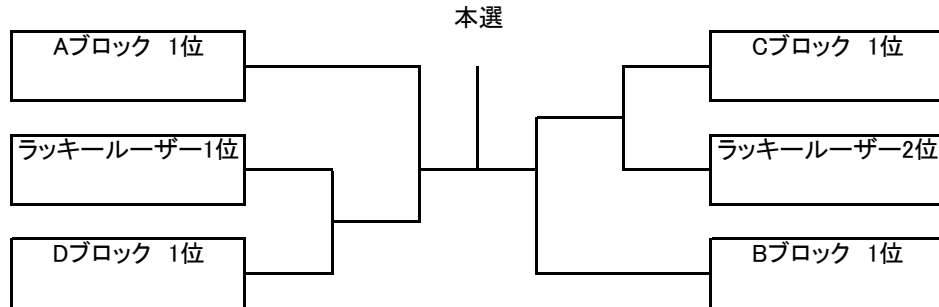 本選
Aブロック 1位
Cブロック 1位
ラッキールーザー1位
ラッキールーザー2位
Dブロック 1位
Bブロック 1位